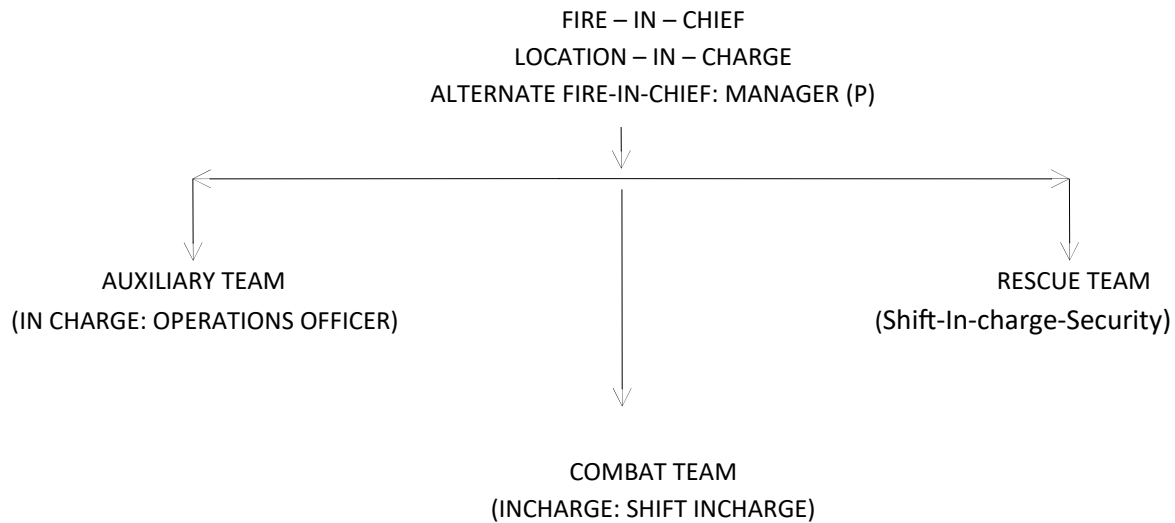 FIRE – IN – CHIEF
LOCATION – IN – CHARGE
ALTERNATE FIRE-IN-CHIEF: MANAGER (P)
AUXILIARY TEAM
(IN CHARGE: OPERATIONS OFFICER)
RESCUE TEAM
(Shift-In-charge-Security)
COMBAT TEAM
(INCHARGE: SHIFT INCHARGE)